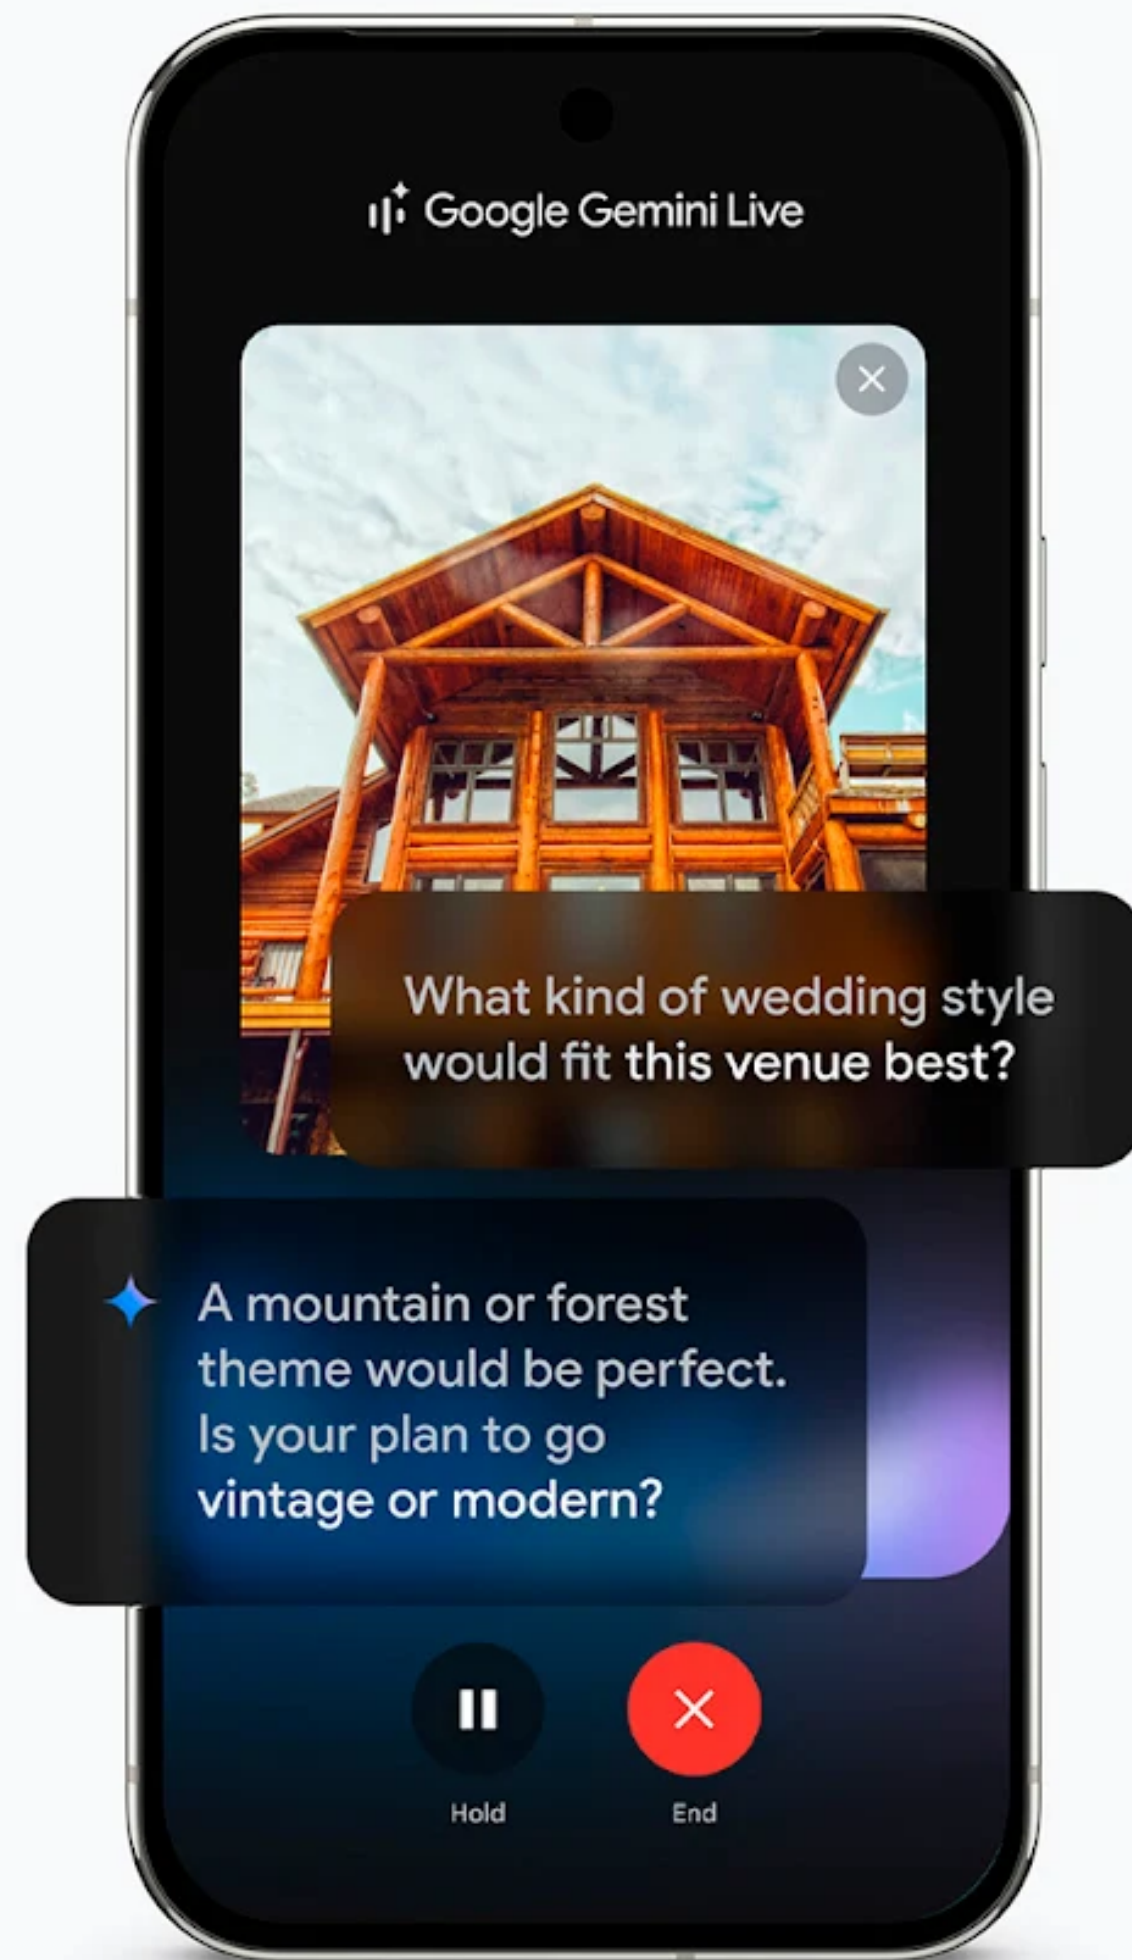 Google Gemini Live
What kind of wedding style
would fit this venue best?
A mountain or forest
theme would be perfect.
Is your plan to go
vintage or modern?
Hold
End